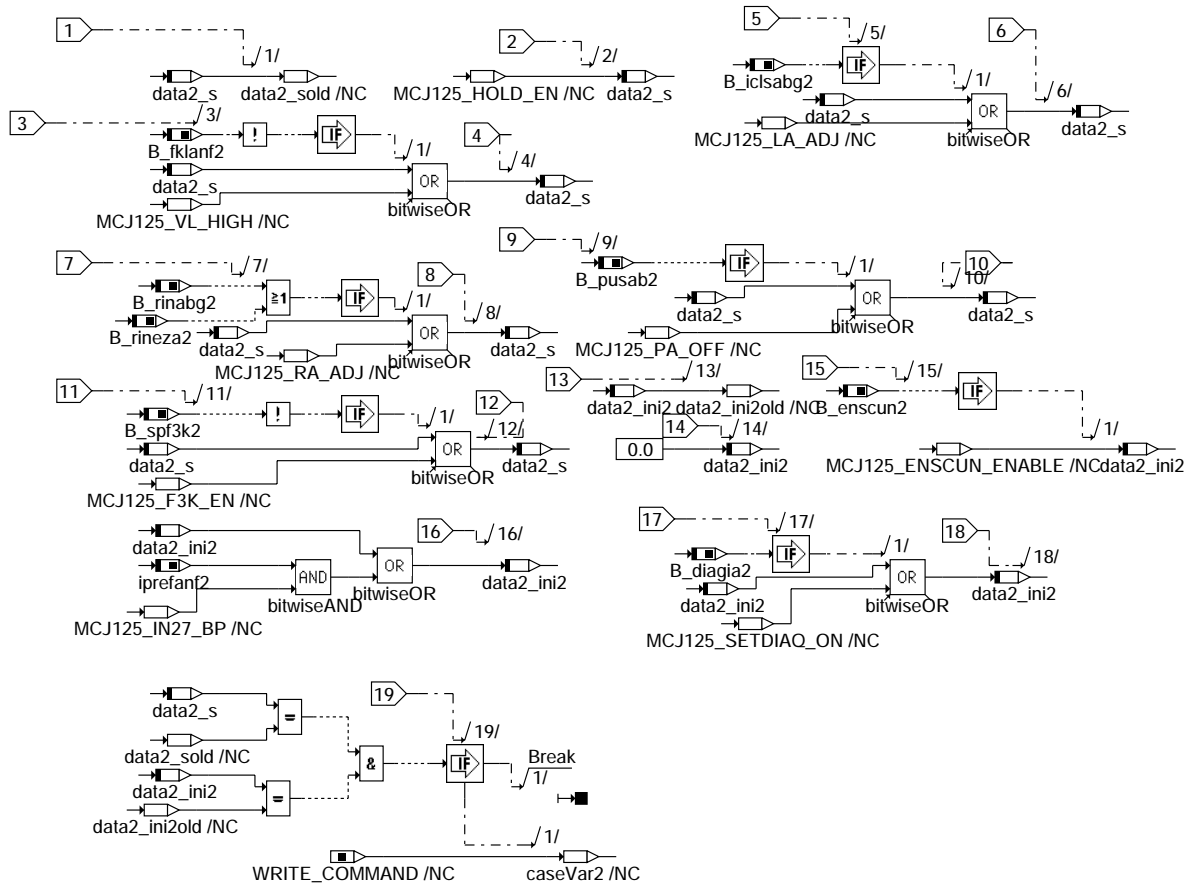 1
1/
data2_s
data2_sold /NC
2
2/
MCJ125_HOLD_EN /NC
data2_s
5
5/
B_iclsabg2
IF
1/
data2_s
MCJ125_LA_ADJ /NC
OR
bitwiseOR
6
6/
data2_s
3
3/
B_fklanf2
!
IF
1/
data2_s
MCJ125_VL_HIGH /NC
OR
bitwiseOR
4
4/
data2_s
7
7/
B_rinabg2
B_rineza2
≥1
IF
1/
data2_s
MCJ125_RA_ADJ /NC
OR
bitwiseOR
8
8/
data2_s
9
9/
B_pusab2
IF
1/
data2_s
MCJ125_PA_OFF /NC
OR
bitwiseOR
10
10/
data2_s
11
11/
B_spf3k2
!
IF
1/
data2_s
MCJ125_F3K_EN /NC
OR
bitwiseOR
12
12/
data2_s
13
13/
data2_ini2
data2_ini2old /NC
14
14/
0.0
data2_ini2
15
15/
B_enscun2
IF
1/
MCJ125_ENSCUN_ENABLE /NC
data2_ini2
data2_ini2
iprefanf2
MCJ125_IN27_BP /NC
AND
bitwiseAND
OR
bitwiseOR
16
16/
data2_ini2
17
17/
B_diagia2
IF
1/
data2_ini2
MCJ125_SETDIAQ_ON /NC
OR
bitwiseOR
18
18/
data2_ini2
data2_s
data2_sold /NC
=
data2_ini2
data2_ini2old /NC
=
&
19
19/
IF
Break
1/
1/
WRITE_COMMAND /NC
caseVar2 /NC